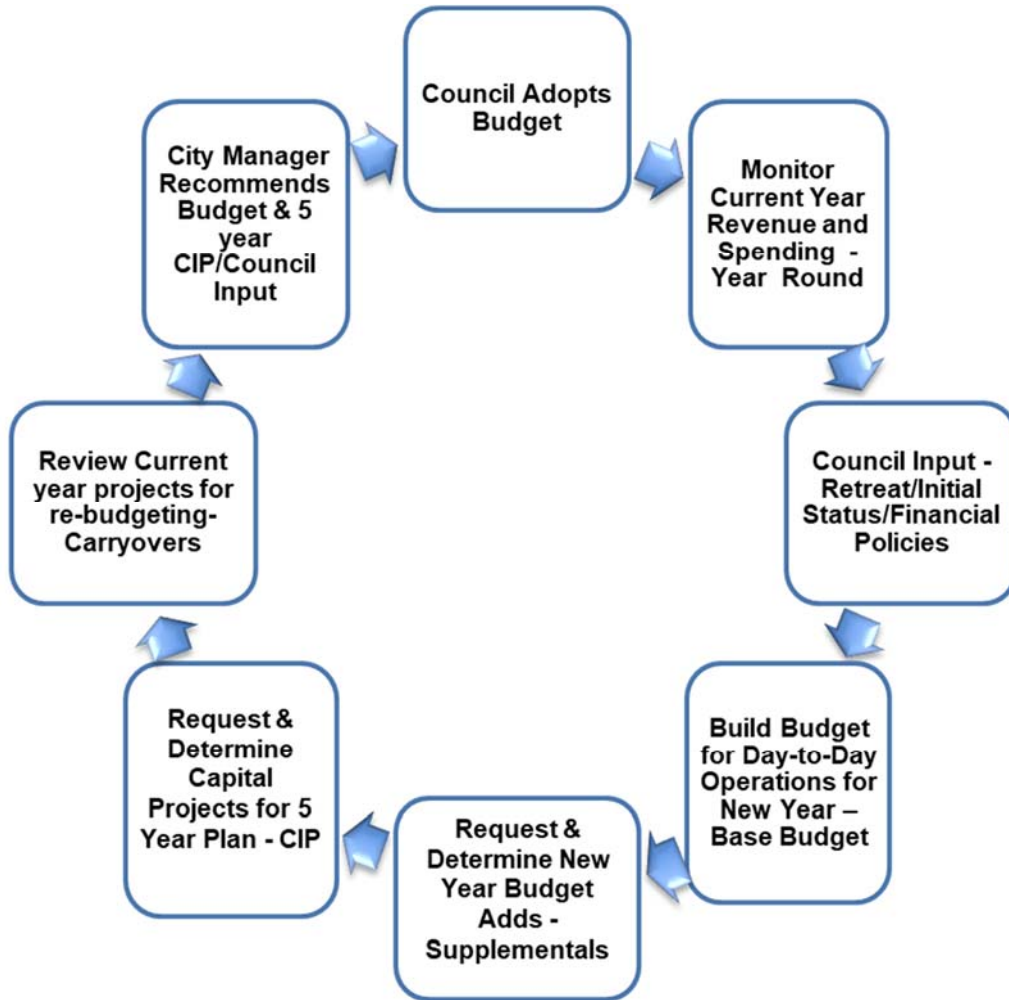 Council Adopts
Budget
Monitor
Current Year
Revenue and
Spending -
Year Round
Council Input -
Retreat/Initial
Status/Financial
Policies
Build Budget
for Day-to-Day
Operations for
New Year –
Base Budget
Request &
Determine New
Year Budget
Adds -
Supplementals
Request &
Determine
Capital
Projects for 5
Year Plan - CIP
Review Current
year projects for
re-budgeting-
Carryovers
City Manager
Recommends
Budget & 5
year
CIP/Council
Input